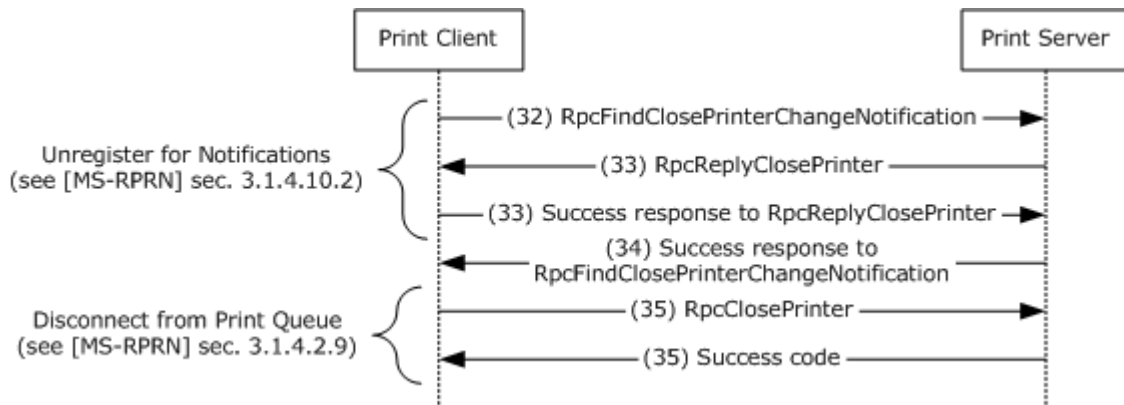 Print Client
Print Server
(32) RpcFindClosePrinterChangeNotification
Unregister for Notifications
(see [MS-RPRN] sec. 3.1.4.10.2)
(33) RpcReplyClosePrinter
(33) Success response to RpcReplyClosePrinter
(34) Success response to
RpcFindClosePrinterChangeNotification
Disconnect from Print Queue
(see [MS-RPRN] sec. 3.1.4.2.9)
(35) RpcClosePrinter
(35) Success code